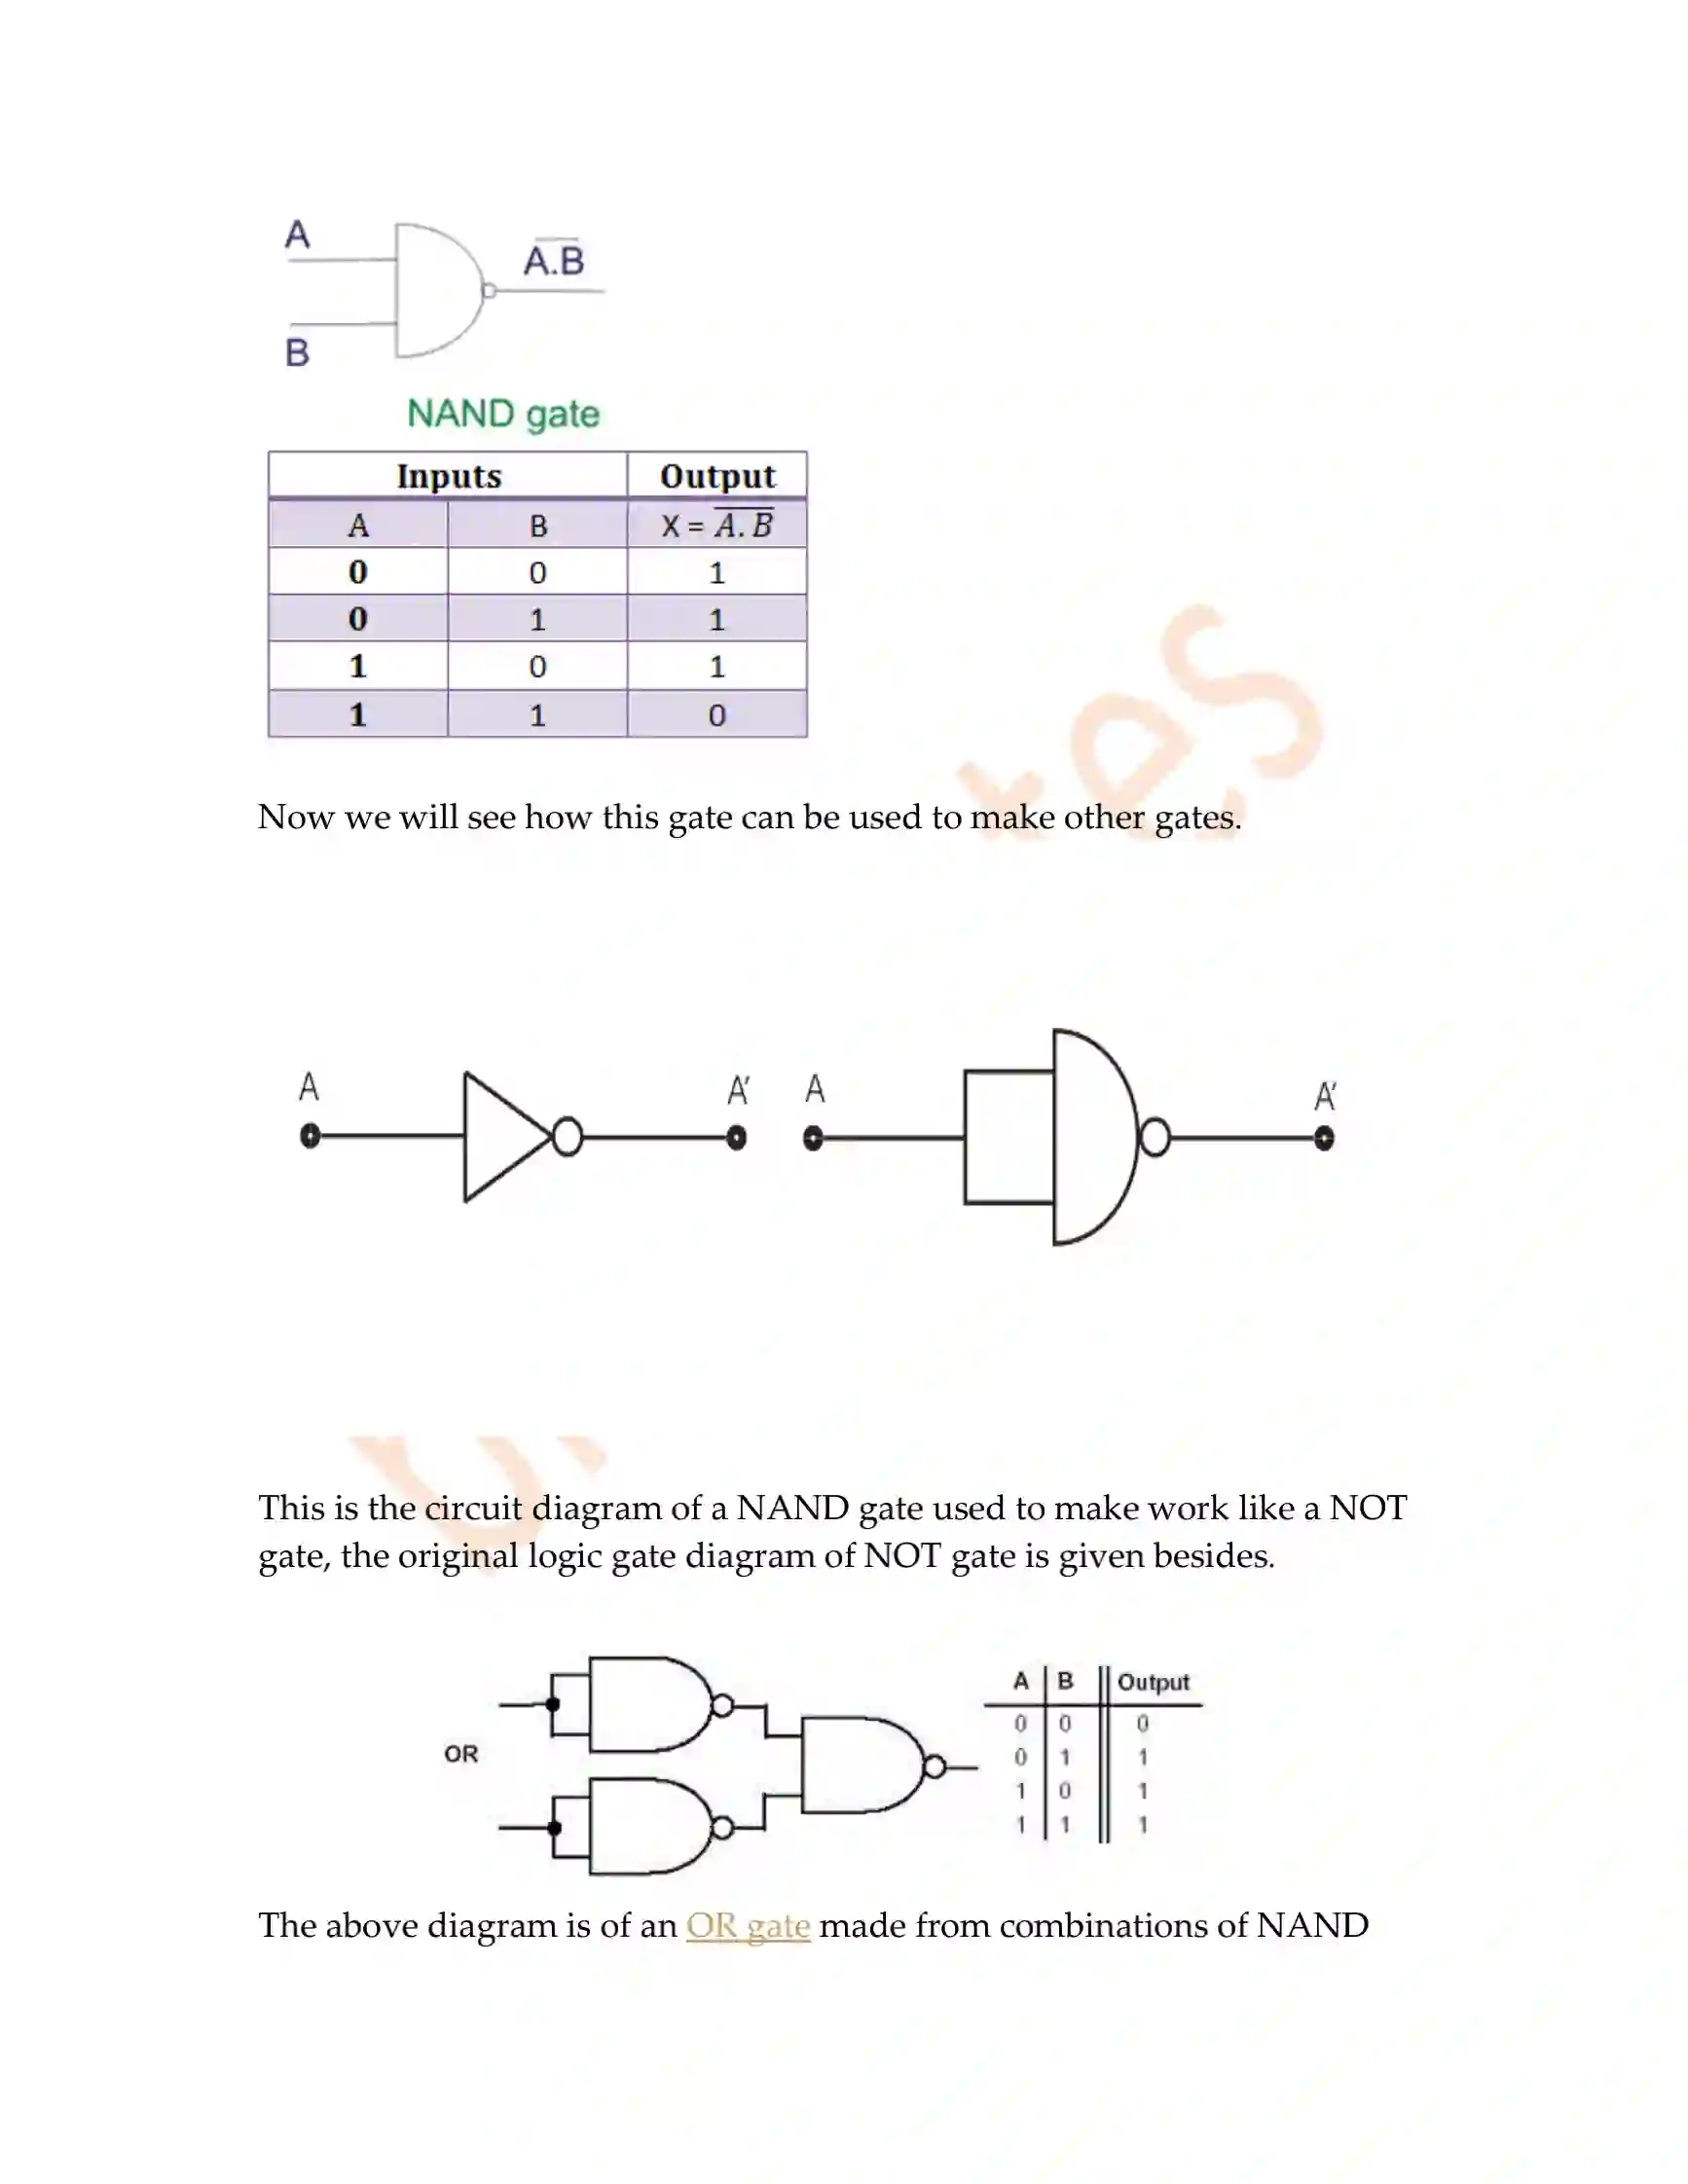 A
A.B
B
NAND gate
Inputs Output
A B X = A. B
0 0 1
0 1 1
1 0 1
1 1 0
Now we will see how this gate can be used to make other gates.
A A′ A A′
This is the circuit diagram of a NAND gate used to make work like a NOT
gate, the original logic gate diagram of NOT gate is given besides.
A B Output
0 0 0
OR 0 1 1
1 0 1
1 1 1
The above diagram is of an OR gate made from combinations of NAND